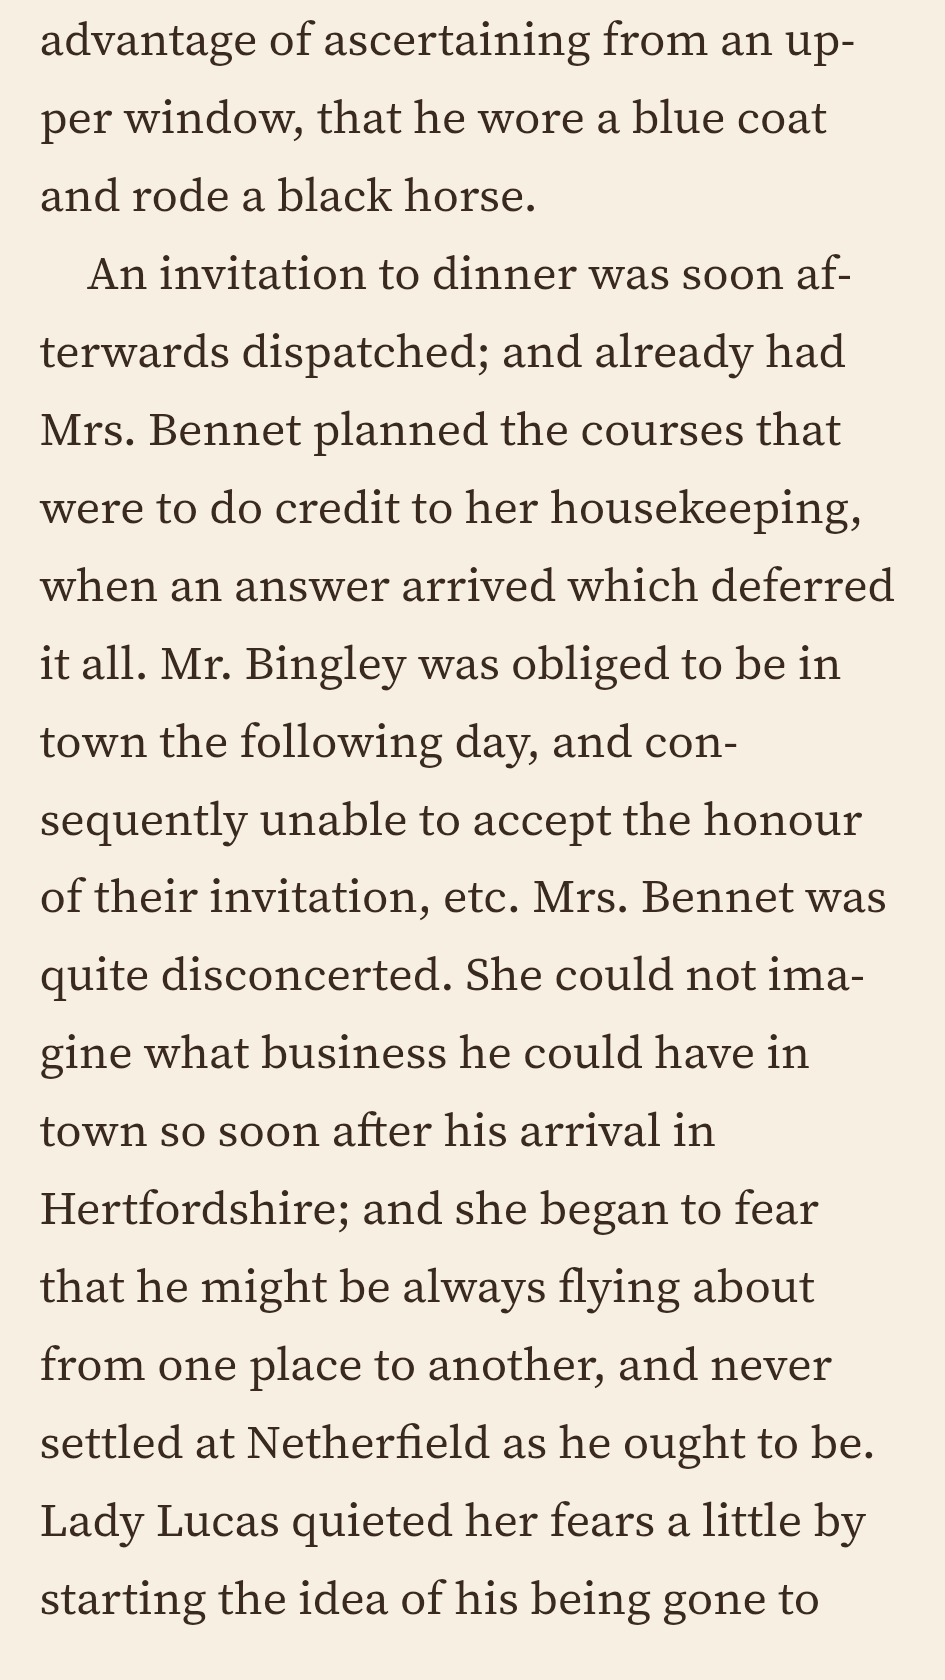 advantage of ascertaining from an up-
per window, that he wore a blue coat
and rode a black horse.
An invitation to dinner was soon af-
terwards dispatched; and already had
Mrs. Bennet planned the courses that
were to do credit to her housekeeping,
when an answer arrived which deferred
it all. Mr. Bingley was obliged to be in
town the following day, and con-
sequently unable to accept the honour
of their invitation, etc. Mrs. Bennet was
quite disconcerted. She could not ima-
gine what business he could have in
town so soon after his arrival in
Hertfordshire; and she began to fear
that he might be always flying about
from one place to another, and never
settled at Netherfield as he ought to be.
Lady Lucas quieted her fears a little by
starting the idea of his being gone to